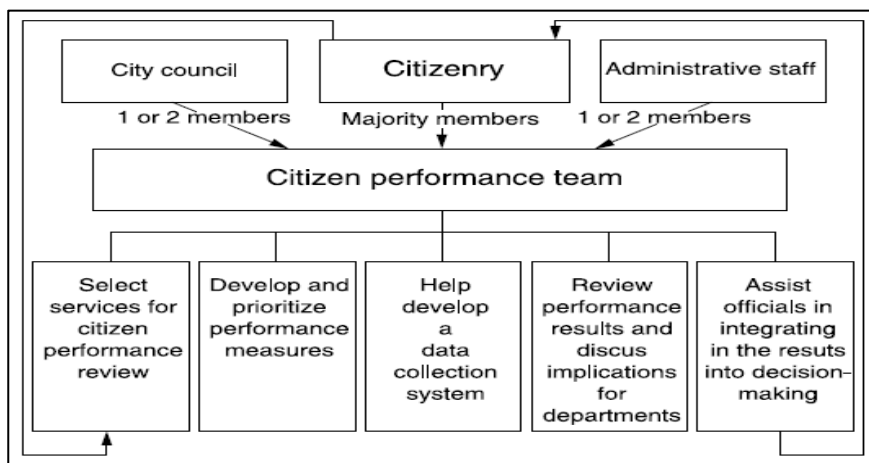 City council
Citizenry
Administrative staff
1 or 2 members
Majority members
1 or 2 members
Citizen performance team
Select
services for
citizen
performance
review
Develop and
prioritize
performance
measures
Help
develop
a
data
collection
system
Review
performance
results and
discus
implications
for
departments
Assist
officials in
integrating
in the resuts
into decision-
making